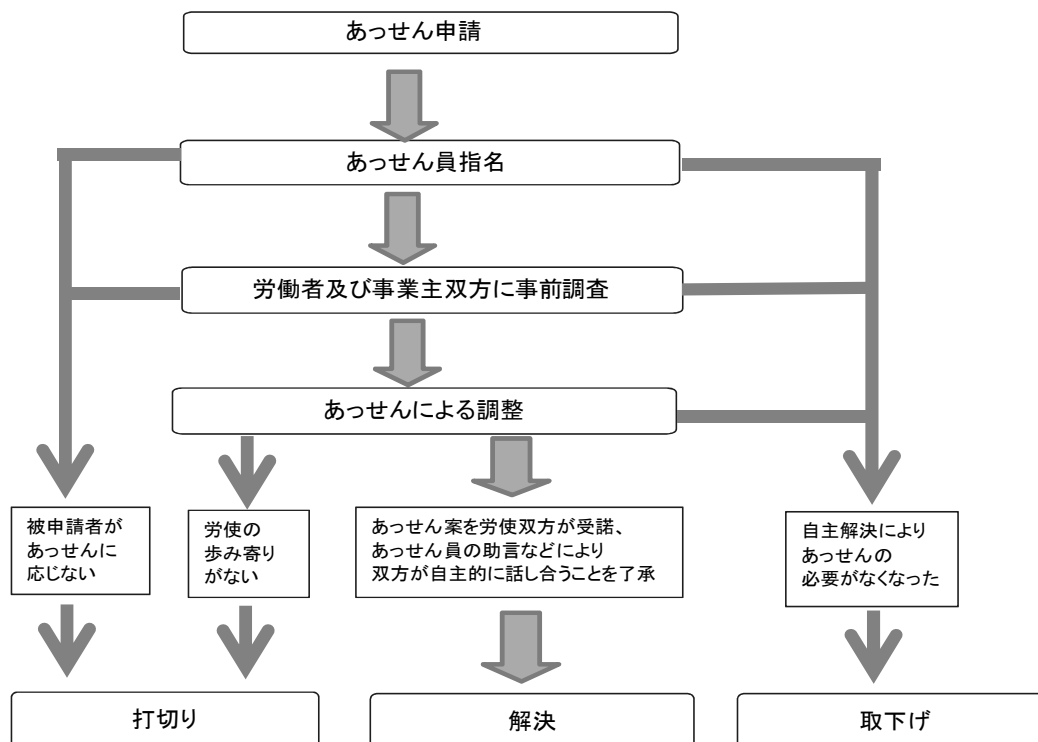 あっせん申請
あっせん員指名
労働者及び事業主双方に事前調査
あっせんによる調整
被申請者が
あっせんに
応じない
労使の
歩み寄り
がない
あっせん案を労使双方が受諾、
あっせん員の助言などにより
双方が自主的に話し合うことを了承
自主解決により
あっせんの
必要がなくなった
打切り
解決
取下げ